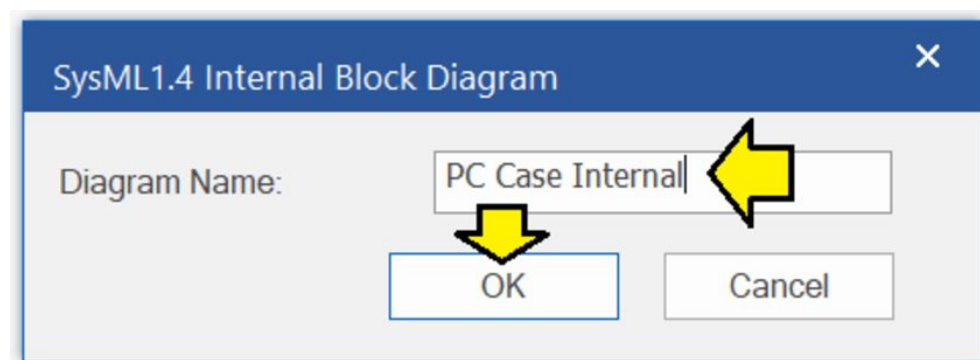 SysML1.4 Internal Block Diagram
Diagram Name:
PC Case Internal
OK
Cancel